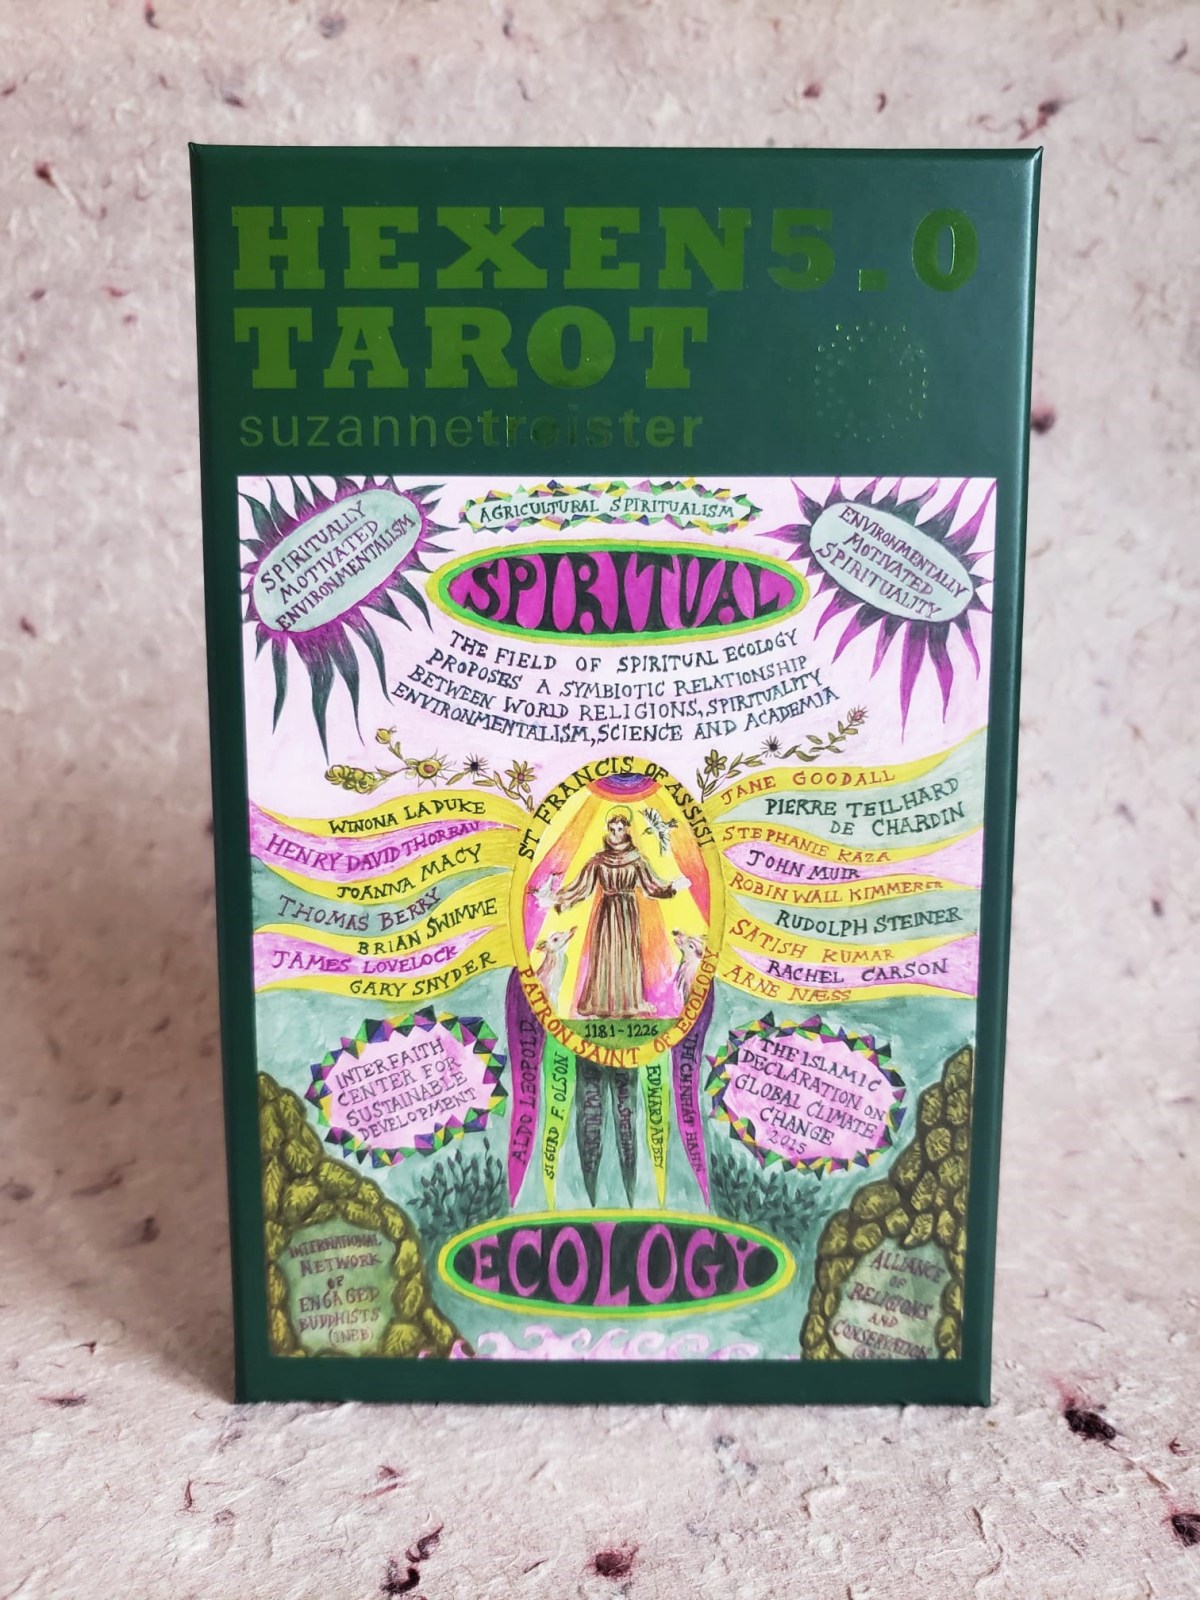 HEXEN5.0
TAROT
suzannetreister
SPIRITUALLY
MOTIVATED
ENVIRONMENTALISM
AGRICULTURAL SPIRITUALISM
ENVIRONMENTALLY
MOTIVATED
SPIRITUALITY
SPIRITUAL
THE FIELD OF SPIRITUAL ECOLOGY
PROPOSES A SYMBIOTIC RELATIONSHIP
BETWEEN WORLD RELIGIONS, SPIRITUALITY
ENVIRONMENTALISM, SCIENCE AND ACADEMIA
WINONA LADUKE
HENRY DAVID THOREAU
JOANNA MACY
THOMAS BERRY
BRIAN SWIMME
JAMES LOVELOCK
GARY SNYDER
ST FRANCIS OF ASSISI
PATRON SAINT OF ECOLOGY
1181-1226
JANE GOODALL
PIERRE TEILHARD
DE CHARDIN
STEPHANIE KAZA
JOHN MUIR
ROBIN WALL KIMMERER
RUDOLPH STEINER
SATISH KUMAR
RACHEL CARSON
ARNE NÆSS
ALDO LEOPOLD
SIGURD F. OLSON
EDWARD ABBEY
THICH NHAT HANH
INTERFAITH
CENTER FOR
SUSTAINABLE
DEVELOPMENT
THE ISLAMIC
DECLARATION ON
GLOBAL CLIMATE
CHANGE
2015
ECOLOGY
INTERNATIONAL
NETWORK
OF
ENGAGED
BUDDHISTS
(INEB)
ALLIANCE
OF
RELIGIONS
AND
CONSERVATION